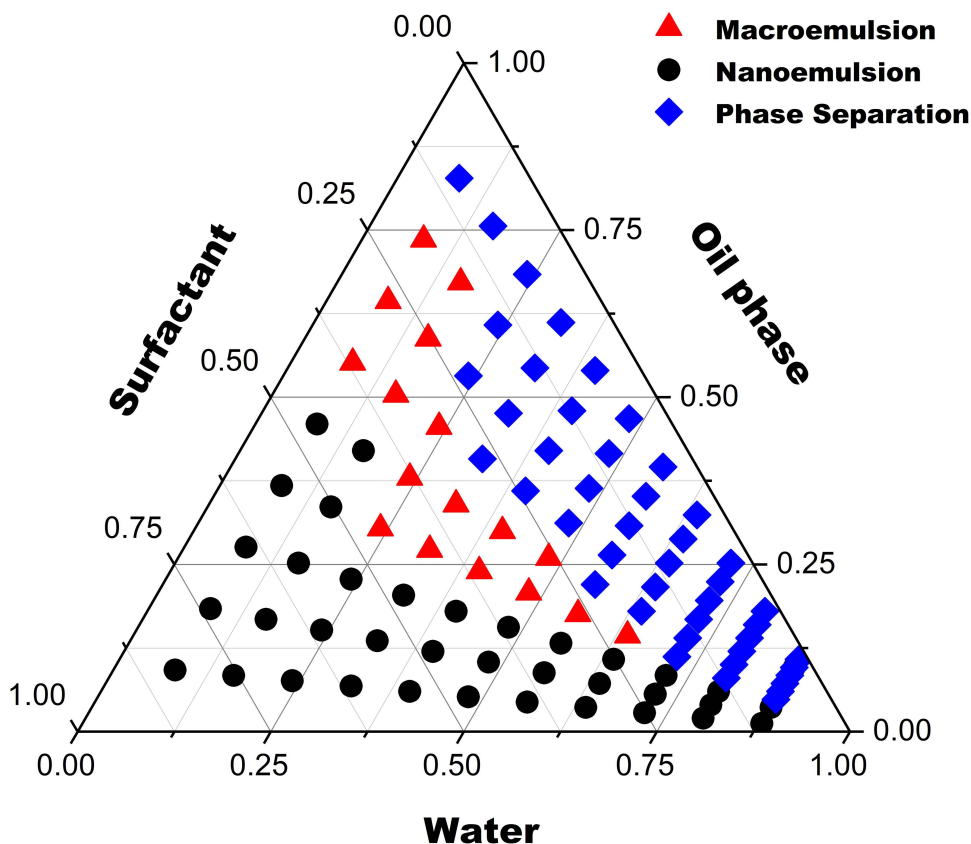 Macroemulsion
Nanoemulsion
Phase Separation
0.00
1.00
0.25
0.75
Surfactant
Oil phase
0.50
0.50
0.75
0.25
1.00
0.00
0.00 0.25 0.50 0.75 1.00
Water